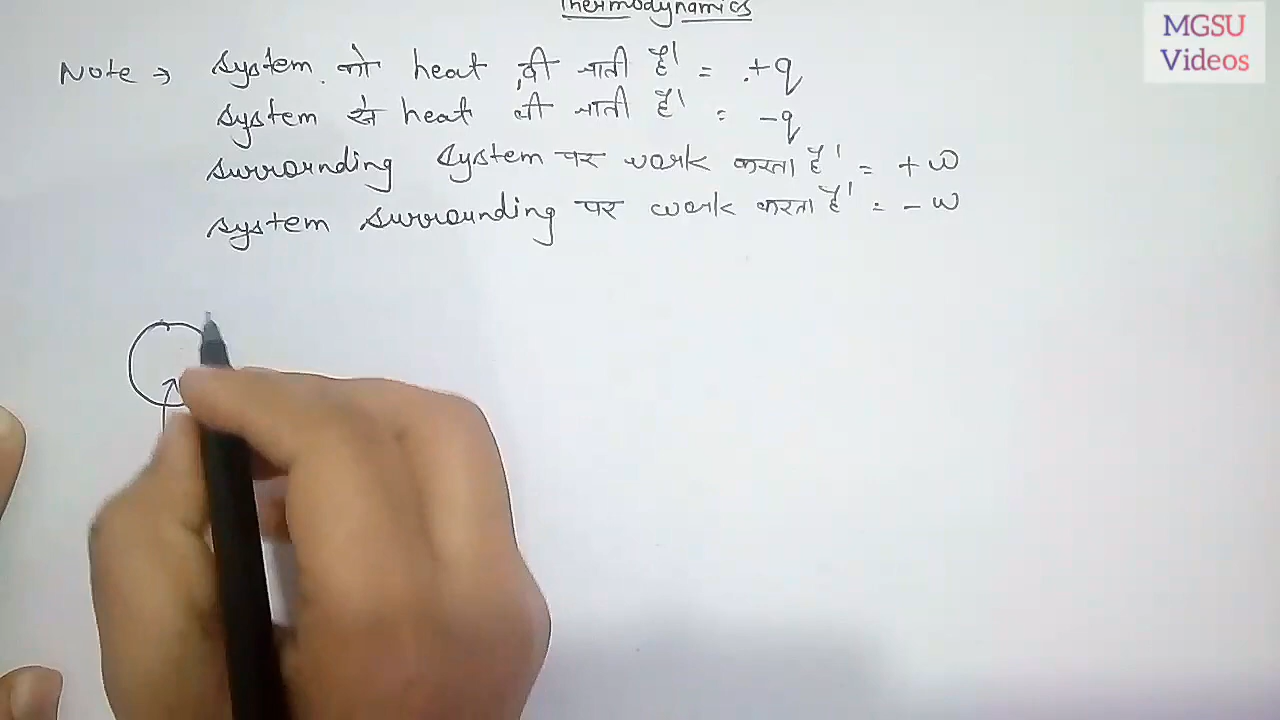 Thermodynamics
MGSU
Videos
Note → system को heat दी जाती है। = +q
system से heat ली जाती है। = -q
surrounding system पर work करता है। = +w
system surrounding पर work करता है। = -w